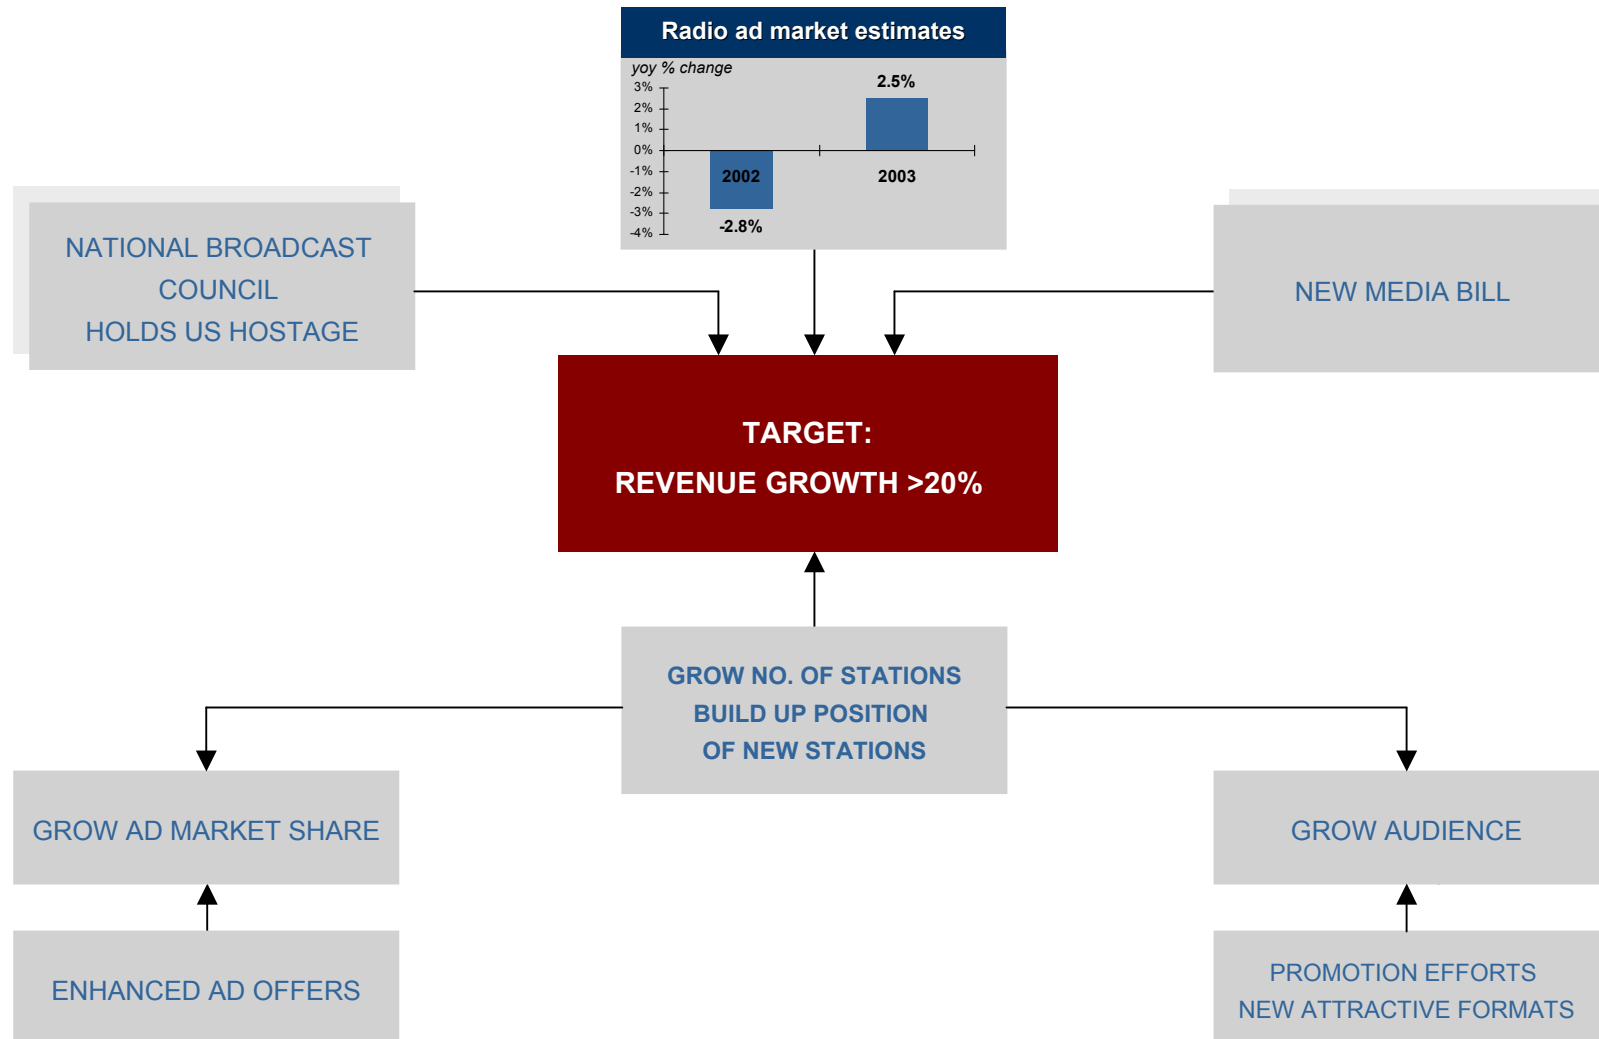 Radio ad market estimates
yoy % change
3%
2%
1%
0%
-1%
-2%
-3%
-4%
2.5%
2002
2003
-2.8%
NATIONAL BROADCAST
COUNCIL
HOLDS US HOSTAGE
NEW MEDIA BILL
TARGET:
REVENUE GROWTH >20%
GROW NO. OF STATIONS
BUILD UP POSITION
OF NEW STATIONS
GROW AD MARKET SHARE
GROW AUDIENCE
ENHANCED AD OFFERS
PROMOTION EFFORTS
NEW ATTRACTIVE FORMATS